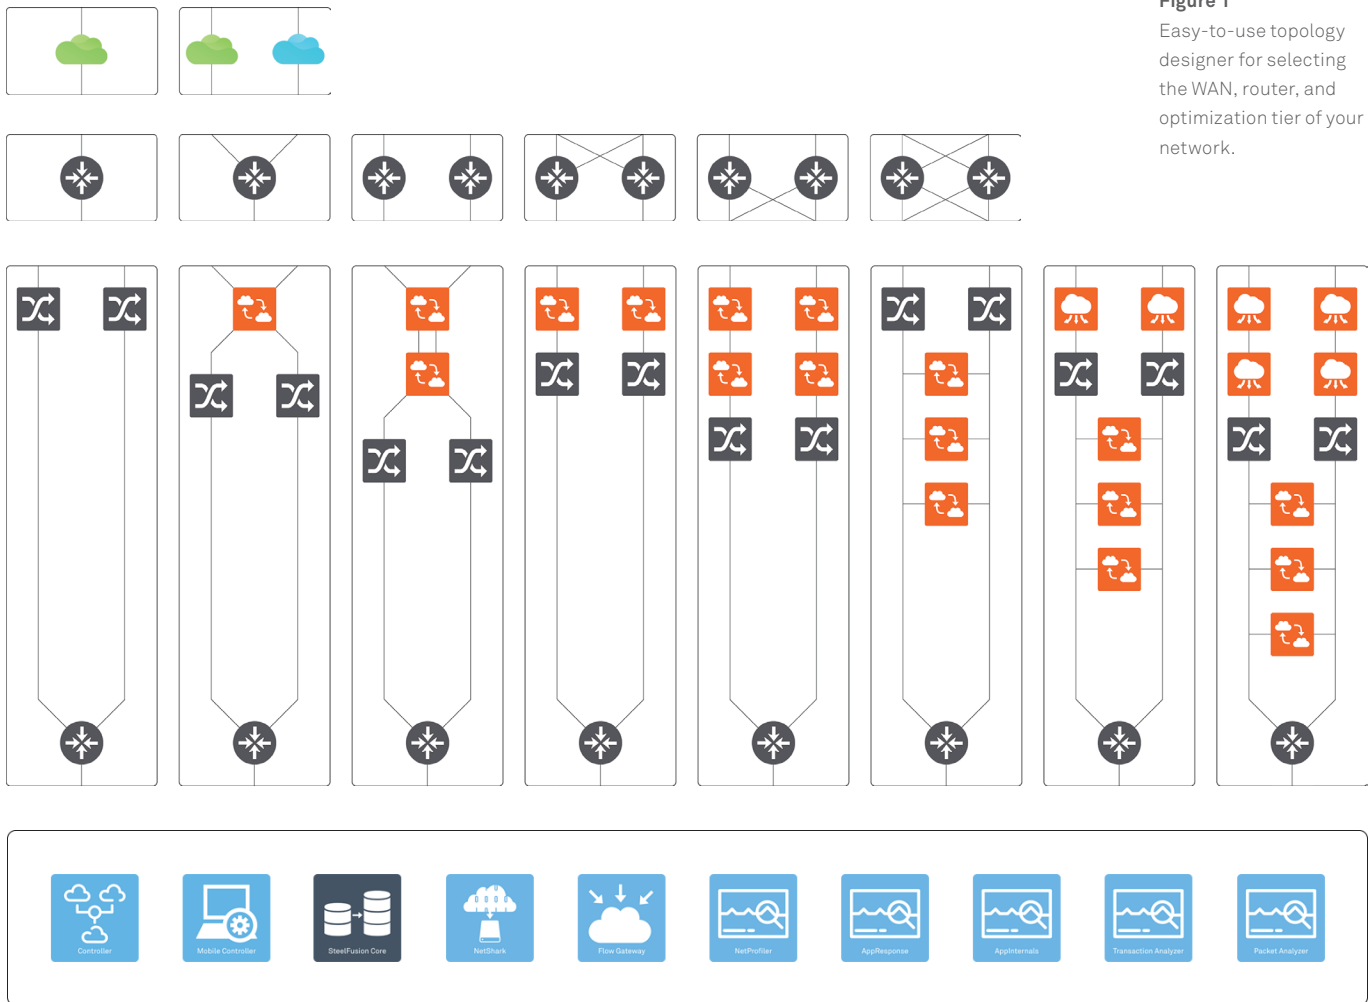 Figure 1
Easy-to-use topology
designer for selecting
the WAN, router, and
optimization tier of your
network.
Controller
Mobile Controller
SteelFusion Core
NetShark
Flow Gateway
NetProfiler
AppResponse
AppInternals
Transaction Analyzer
Packet Analyzer